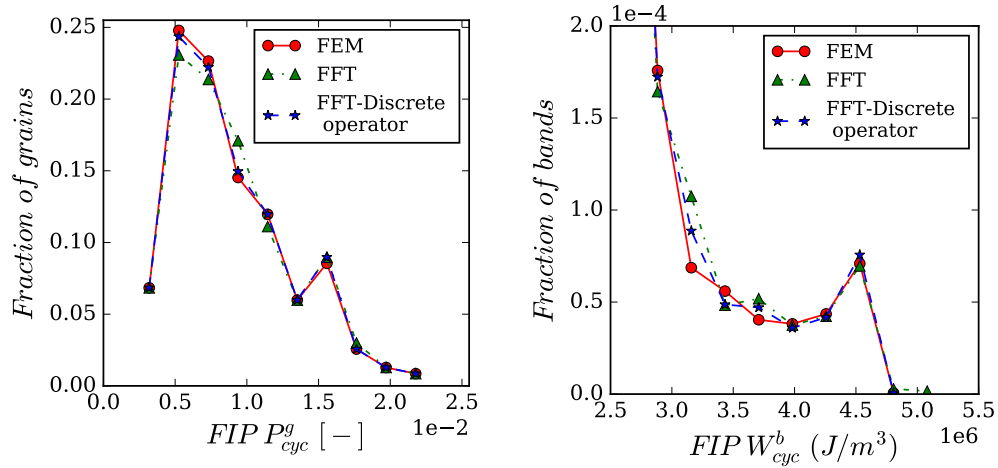 0.25
0.20
0.15
0.10
0.05
0.00
Fraction of grains
FEM
FFT
FFT-Discrete
operator
0.0 0.5 1.0 1.5 2.0 2.5
1e−2
FIP P^g_cyc [−]
1e−4
2.0
1.5
1.0
0.5
0.0
Fraction of bands
FEM
FFT
FFT-Discrete
operator
2.5 3.0 3.5 4.0 4.5 5.0 5.5
1e6
FIP W^b_cyc (J/m^3)